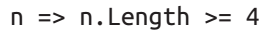 n => n.Length >= 4